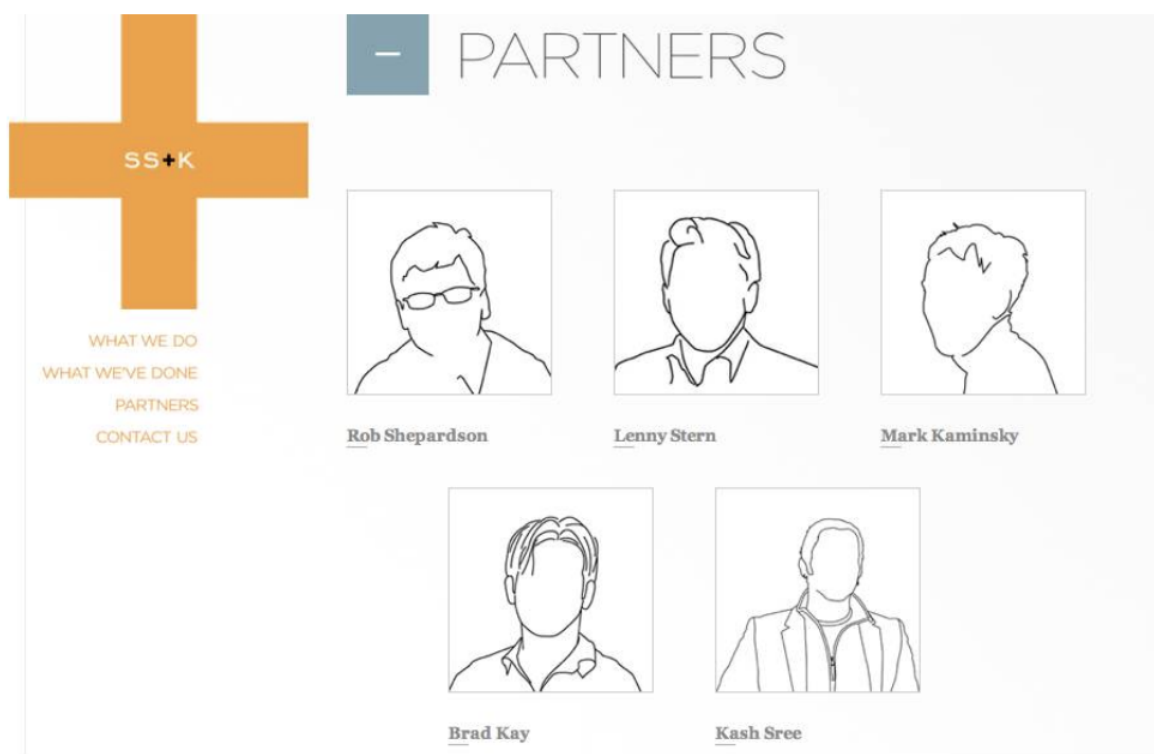 PARTNERS
SS+K
WHAT WE DO
WHAT WE'VE DONE
PARTNERS
CONTACT US
Rob Shepardson
Lenny Stern
Mark Kaminsky
Brad Kay
Kash Sree